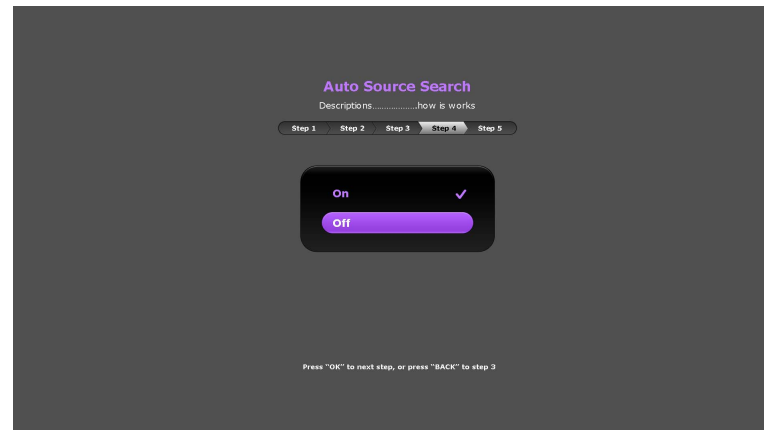 Auto Source Search
Descriptions..................how is works
Step 1 Step 2 Step 3 Step 4 Step 5
On
Off
Press "OK" to next step, or press "BACK" to step 3